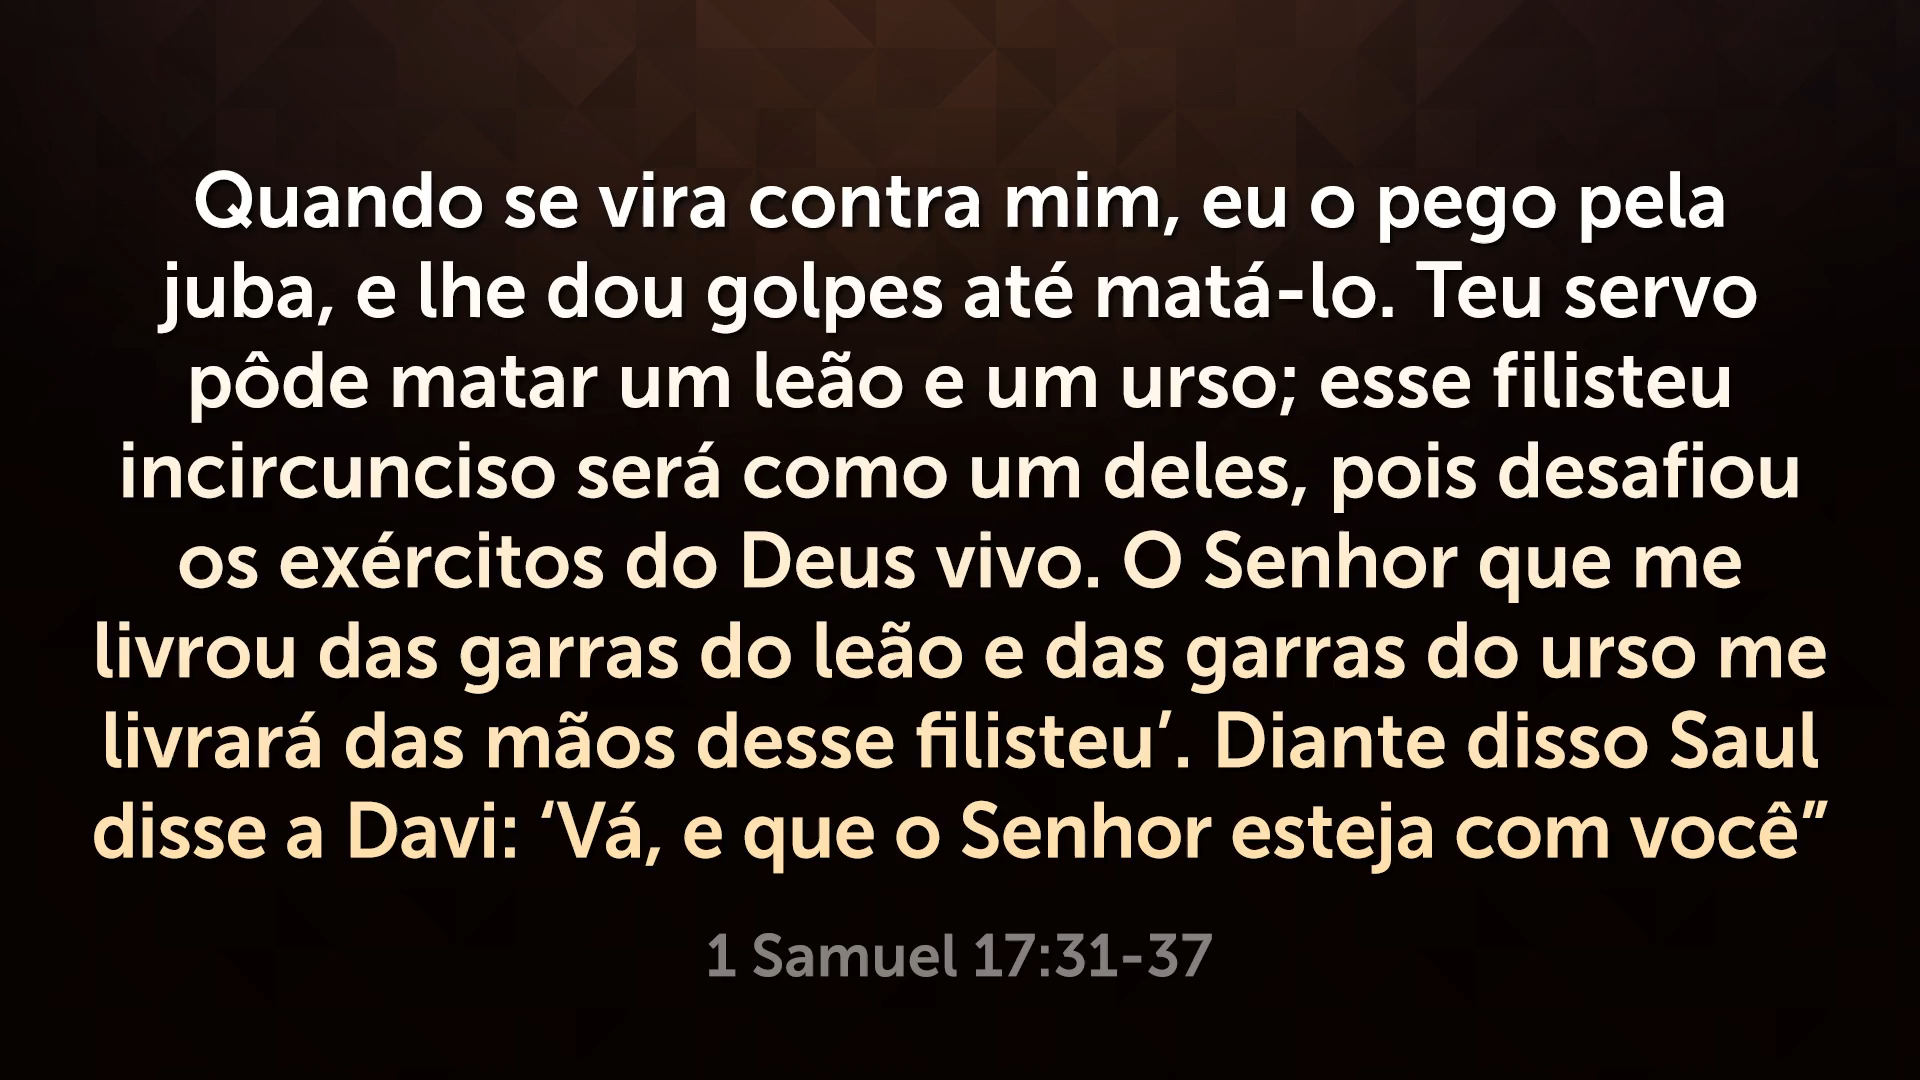 Quando se vira contra mim, eu o pego pela
juba, e lhe dou golpes até matá-lo. Teu servo
pôde matar um leão e um urso; esse filisteu
incircunciso será como um deles, pois desafiou
os exércitos do Deus vivo. O Senhor que me
livrou das garras do leão e das garras do urso me
livrará das mãos desse filisteu’. Diante disso Saul
disse a Davi: ‘Vá, e que o Senhor esteja com você”
1 Samuel 17:31-37